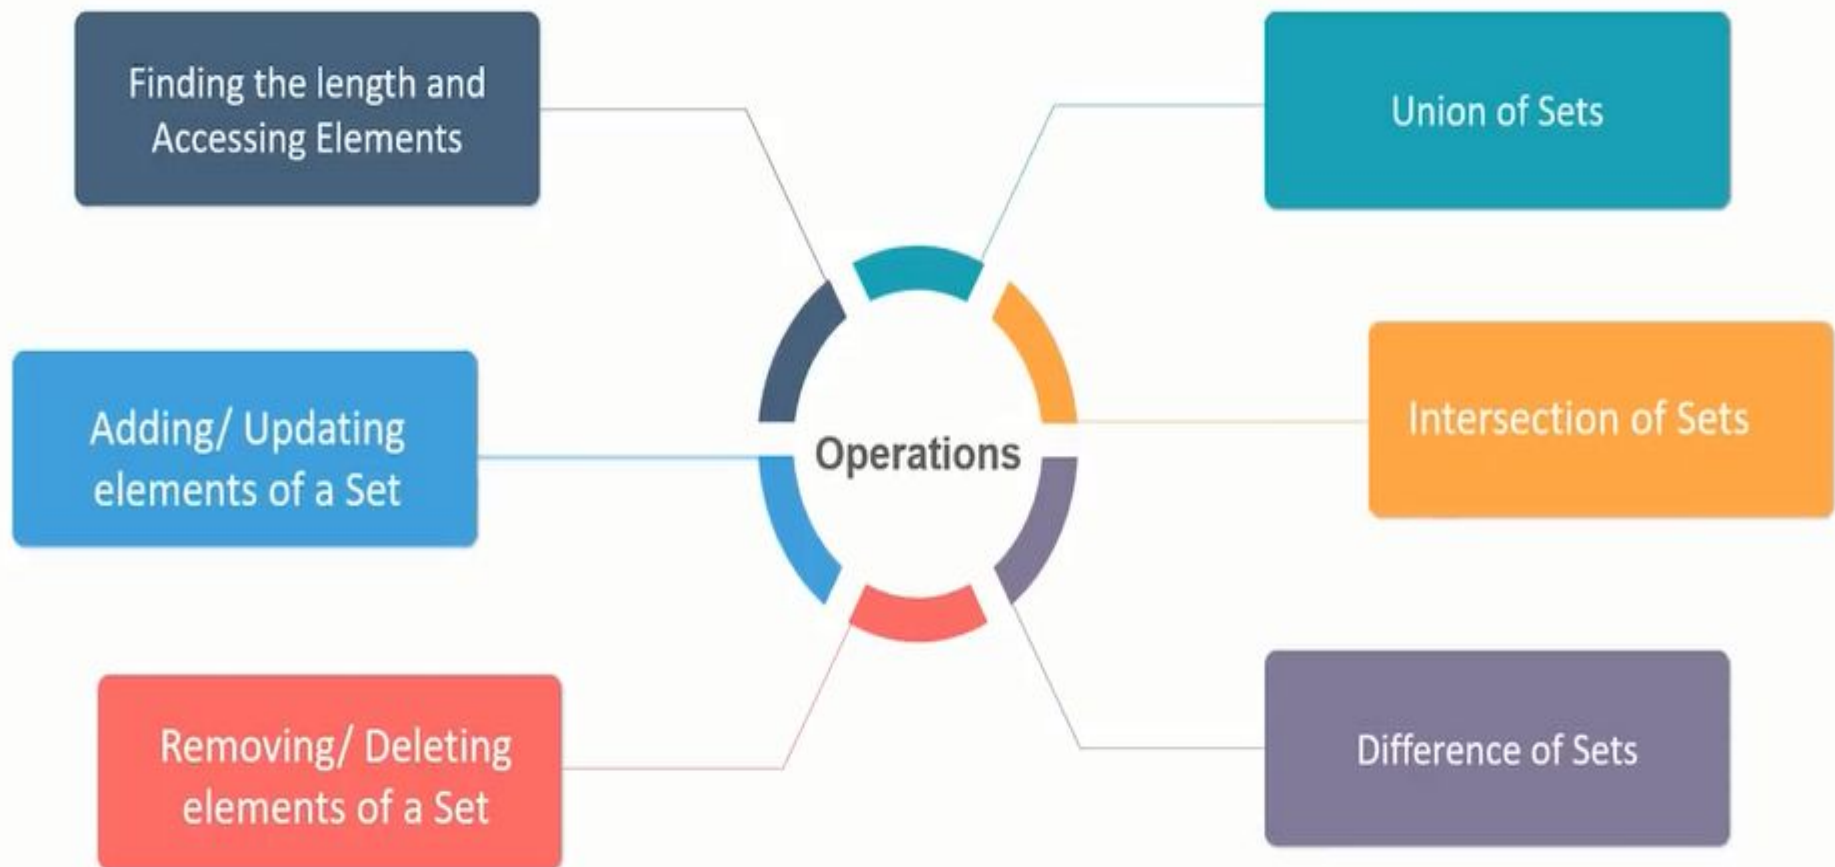 Finding the length and
Accessing Elements
Union of Sets
Adding/ Updating
elements of a Set
Operations
Intersection of Sets
Removing/ Deleting
elements of a Set
Difference of Sets